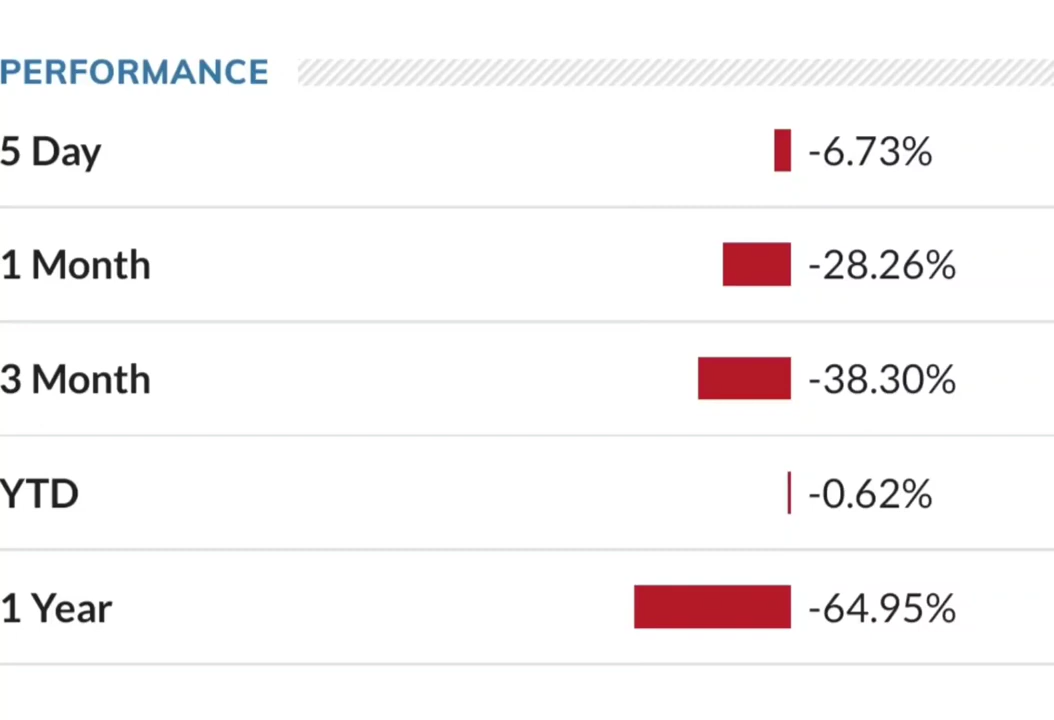 PERFORMANCE
5 Day -6.73%
1 Month -28.26%
3 Month -38.30%
YTD -0.62%
1 Year -64.95%